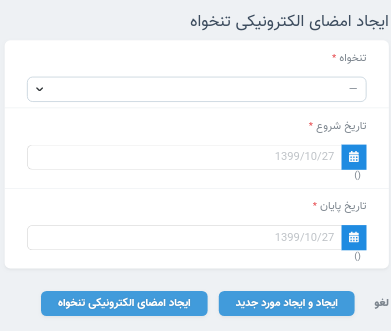 ایجاد امضای الکترونیکی تنخواه
تنخواه *
—
تاریخ شروع *
1399/10/27
()
تاریخ پایان *
1399/10/27
()
لغو
ایجاد و ایجاد مورد جدید
ایجاد امضای الکترونیکی تنخواه